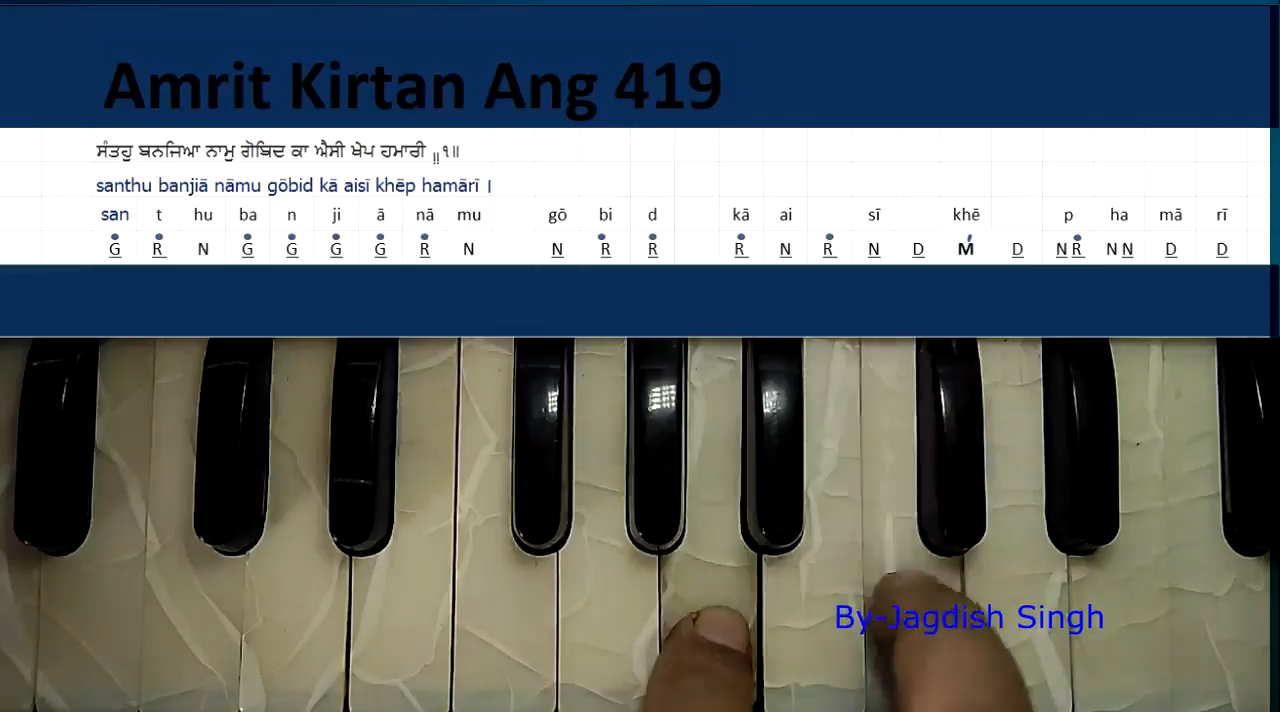 Amrit Kirtan Ang 419
ਸੰਤਹੁ ਬਨਜਿਆ ਨਾਮੁ ਗੋਬਿਦ ਕਾ ਐਸੀ ਖੇਪ ਹਮਾਰੀ ॥੧॥
santhu banjiā nāmu gōbid kā aisī khēp hamārī ।
san t hu ba n ji ā nā mu gō bi d kā ai sī khē p ha mā rī
Ġ̲ Ṟ̇ N Ġ̲ Ġ̲ Ġ̲ Ġ̲ Ṟ̇ N N̲ Ṟ̇ Ṟ̇ Ṟ̇ N̲ Ṟ̇ N̲ D̲ M̍ D̲ N̲Ṟ̇ NN̲ D̲ D̲
By-Jagdish Singh